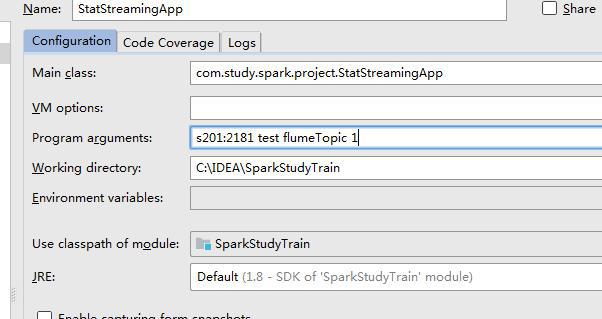 Name: StatStreamingApp Share
Configuration Code Coverage Logs
Main class: com.study.spark.project.StatStreamingApp
VM options:
Program arguments: s201:2181 test flumeTopic 1
Working directory: C:\IDEA\SparkStudyTrain
Environment variables:
Use classpath of module: SparkStudyTrain
JRE: Default (1.8 - SDK of 'SparkStudyTrain' module)
Enable capturing form snapshots